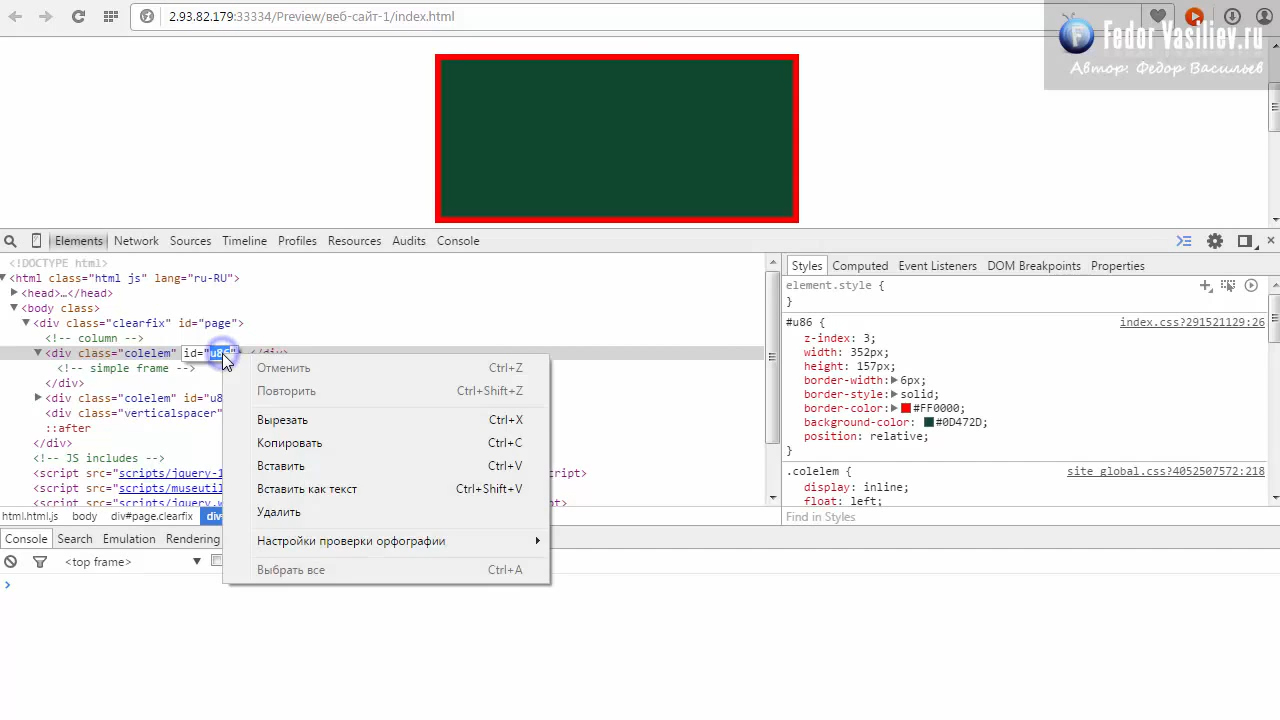 2.93.82.179:33334/Preview/веб-сайт-1/index.html
Fedor Vasiliev.ru
Автор: Федор Васильев
Elements Network Sources Timeline Profiles Resources Audits Console
<!DOCTYPE html>
<html class="html js" lang="ru-RU">
<head>…</head>
<body class>
<div class="clearfix" id="page">
<!-- column -->
<div class="colelem" id="u86" </div>
<!-- simple frame -->
</div>
<div class="colelem" id="u8
<div class="verticalspacer"
::after
</div>
<!-- JS includes -->
<script src="scripts/jquery-1 cript>
<script src="scripts/museutil
<script src="scripts/jquery.w
html.html.js body div#page.clearfix div
Console Search Emulation Rendering
<top frame>
Отменить Ctrl+Z
Повторить Ctrl+Shift+Z
Вырезать Ctrl+X
Копировать Ctrl+C
Вставить Ctrl+V
Вставить как текст Ctrl+Shift+V
Удалить
Настройки проверки орфографии
Выбрать все Ctrl+A
Styles Computed Event Listeners DOM Breakpoints Properties
element.style {
}
#u86 { index.css?291521129:26
z-index: 3;
width: 352px;
height: 157px;
border-width: 6px;
border-style: solid;
border-color: #FF0000;
background-color: #0D472D;
position: relative;
}
.colelem { site_global.css?4052507572:218
display: inline;
float: left;
Find in Styles